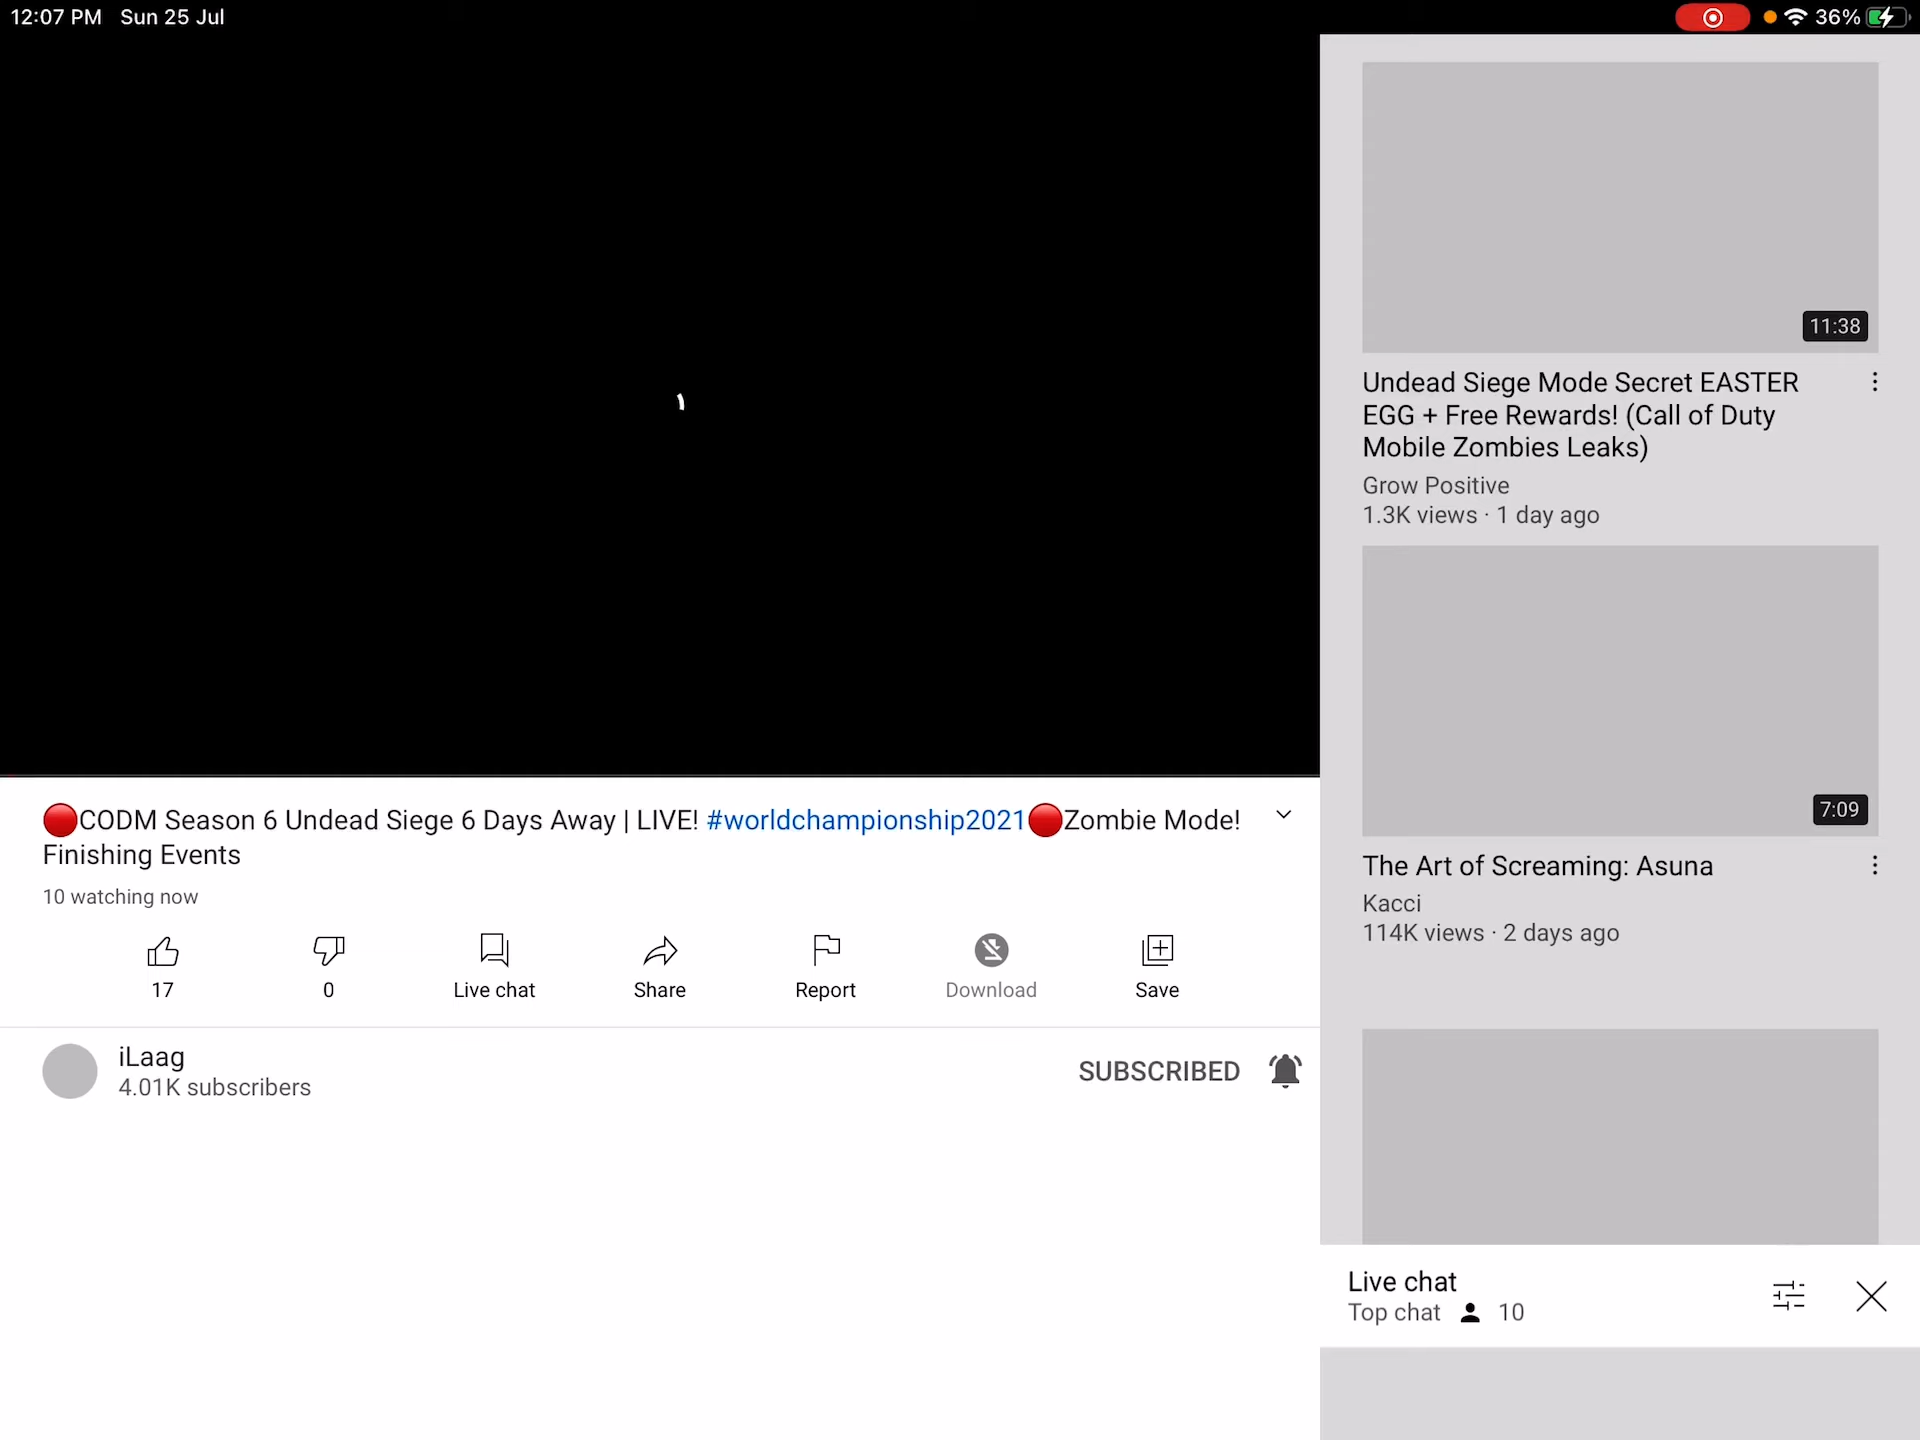 12:07 PM Sun 25 Jul
36%
🔴CODM Season 6 Undead Siege 6 Days Away | LIVE! #worldchampionship2021🔴Zombie Mode!
Finishing Events
10 watching now
17
0
Live chat
Share
Report
Download
Save
iLaag
4.01K subscribers
SUBSCRIBED
11:38
Undead Siege Mode Secret EASTER
EGG + Free Rewards! (Call of Duty
Mobile Zombies Leaks)
Grow Positive
1.3K views · 1 day ago
7:09
The Art of Screaming: Asuna
Kacci
114K views · 2 days ago
Live chat
Top chat 10